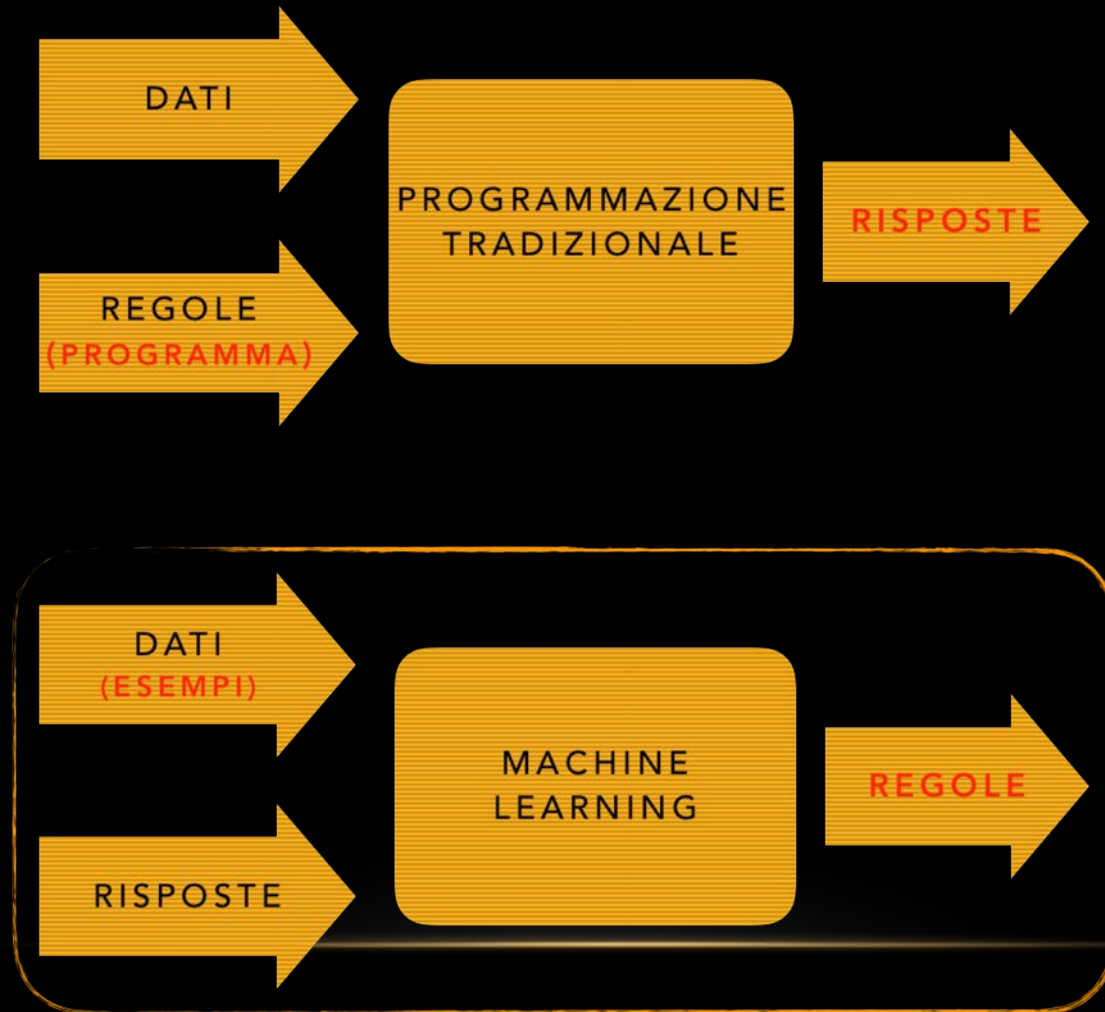 DATI
REGOLE
(PROGRAMMA)
PROGRAMMAZIONE
TRADIZIONALE
RISPOSTE
DATI
(ESEMPI)
RISPOSTE
MACHINE
LEARNING
REGOLE